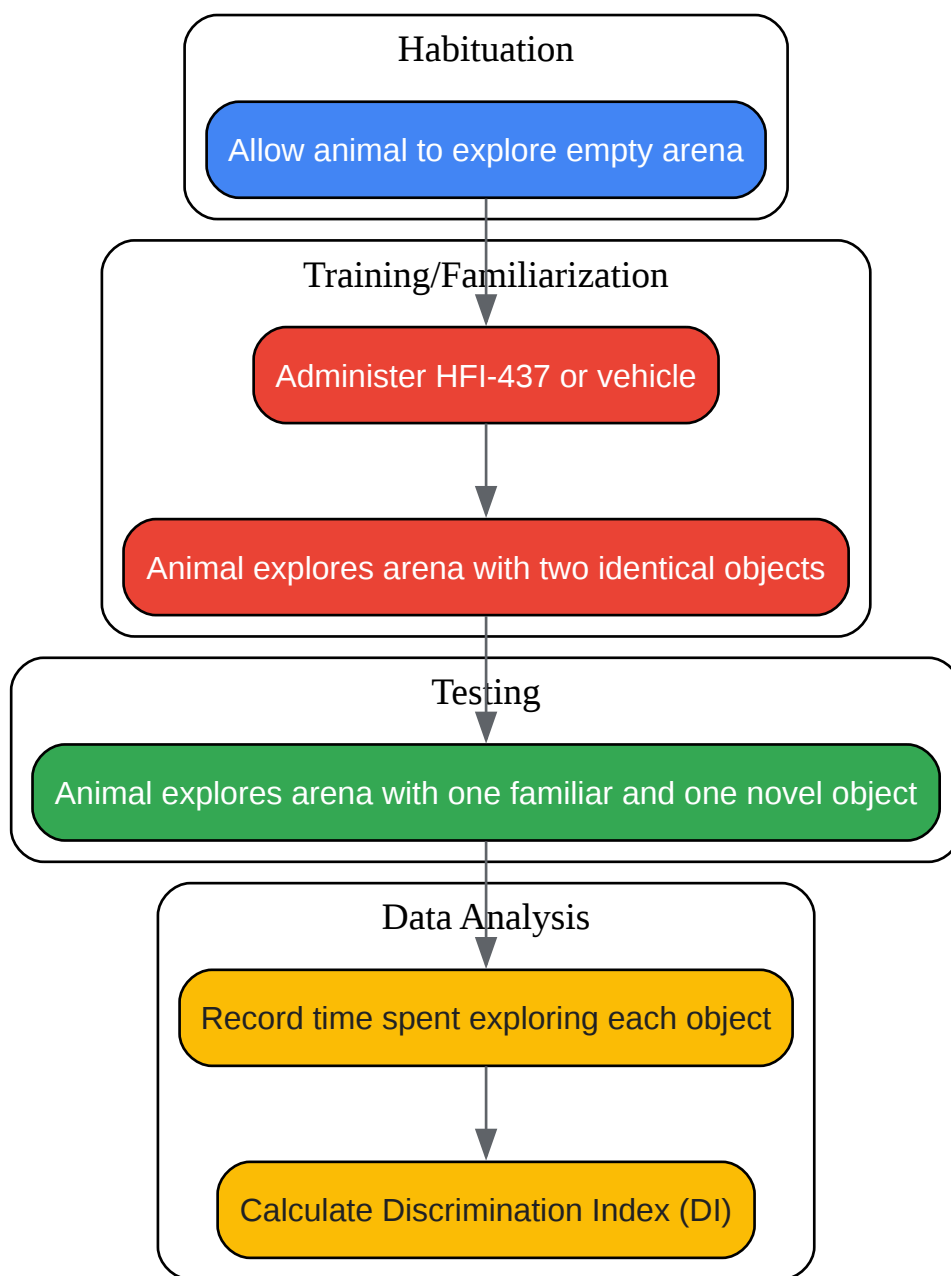 Habituation
Allow animal to explore empty arena
Training/Familiarization
Administer HFI-437 or vehicle
Animal explores arena with two identical objects
Testing
Animal explores arena with one familiar and one novel object
Data Analysis
Record time spent exploring each object
Calculate Discrimination Index (DI)